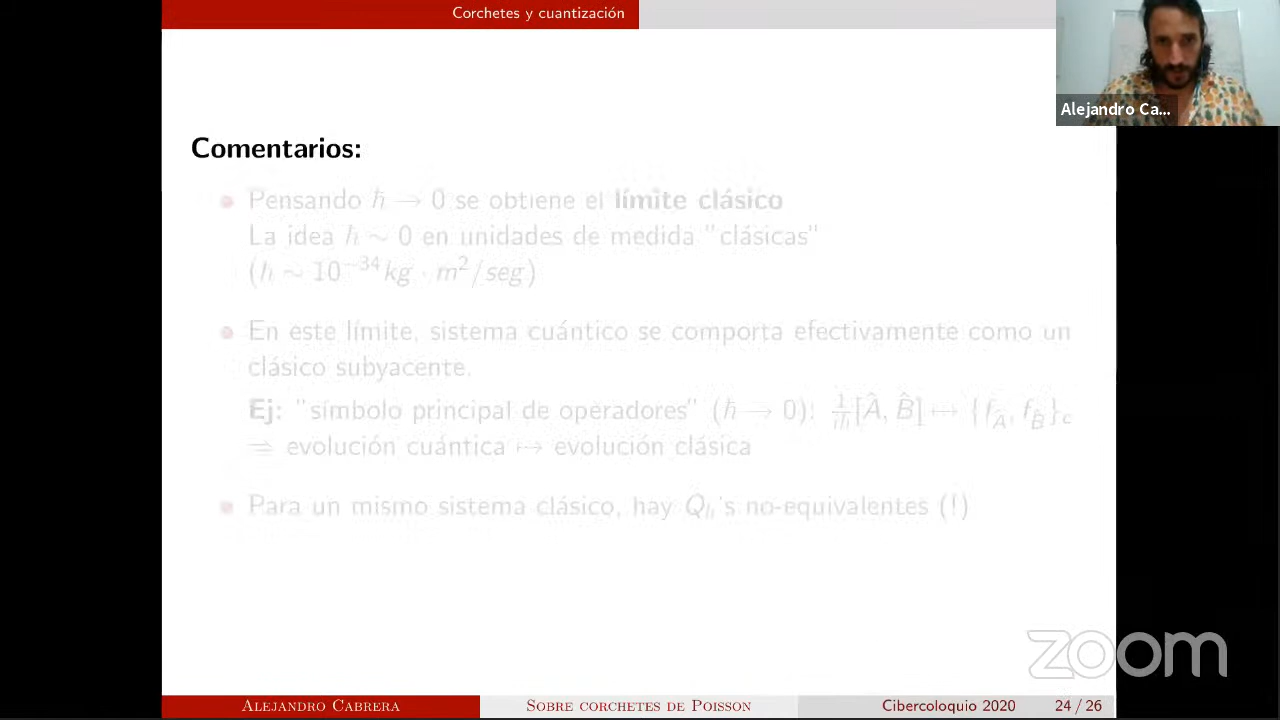 Corchetes y cuantización
Alejandro Ca...
Comentarios:
Pensando ℏ → 0 se obtiene el límite clásico
La idea ℏ ∼ 0 en unidades de medida "clásicas"
(ℏ ∼ 10⁻³⁴kg · m²/seg)
En este límite, sistema cuántico se comporta efectivamente como un
clásico subyacente.
Ej: "símbolo principal de operadores" (ℏ → 0): 1/iℏ[Â, B̂] ↦ {f_Â, f_B̂}_c
⇒ evolución cuántica ↦ evolución clásica
Para un mismo sistema clásico, hay Q_ℏ's no-equivalentes (!)
zoom
Alejandro Cabrera
Sobre corchetes de Poisson
Cibercoloquio 2020
24 / 26